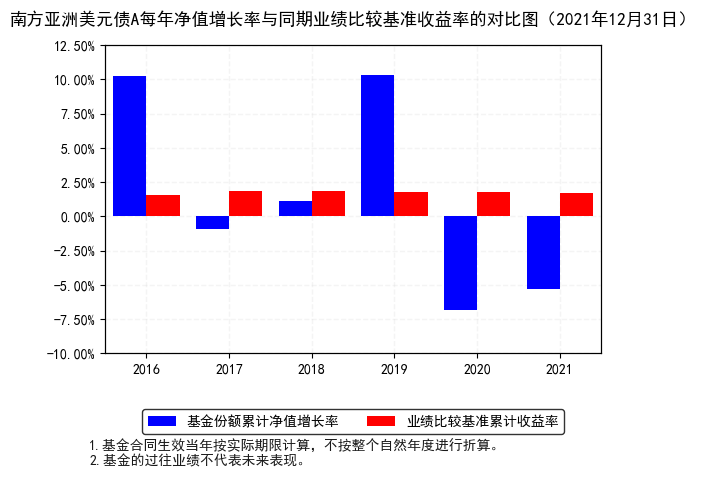 南方亚洲美元债A每年净值增长率与同期业绩比较基准收益率的对比图（2021年12月31日）
12.50%
10.00%
7.50%
5.00%
2.50%
0.00%
-2.50%
-5.00%
-7.50%
-10.00%
2016 2017 2018 2019 2020 2021
基金份额累计净值增长率 业绩比较基准累计收益率
1.基金合同生效当年按实际期限计算，不按整个自然年度进行折算。
2.基金的过往业绩不代表未来表现。